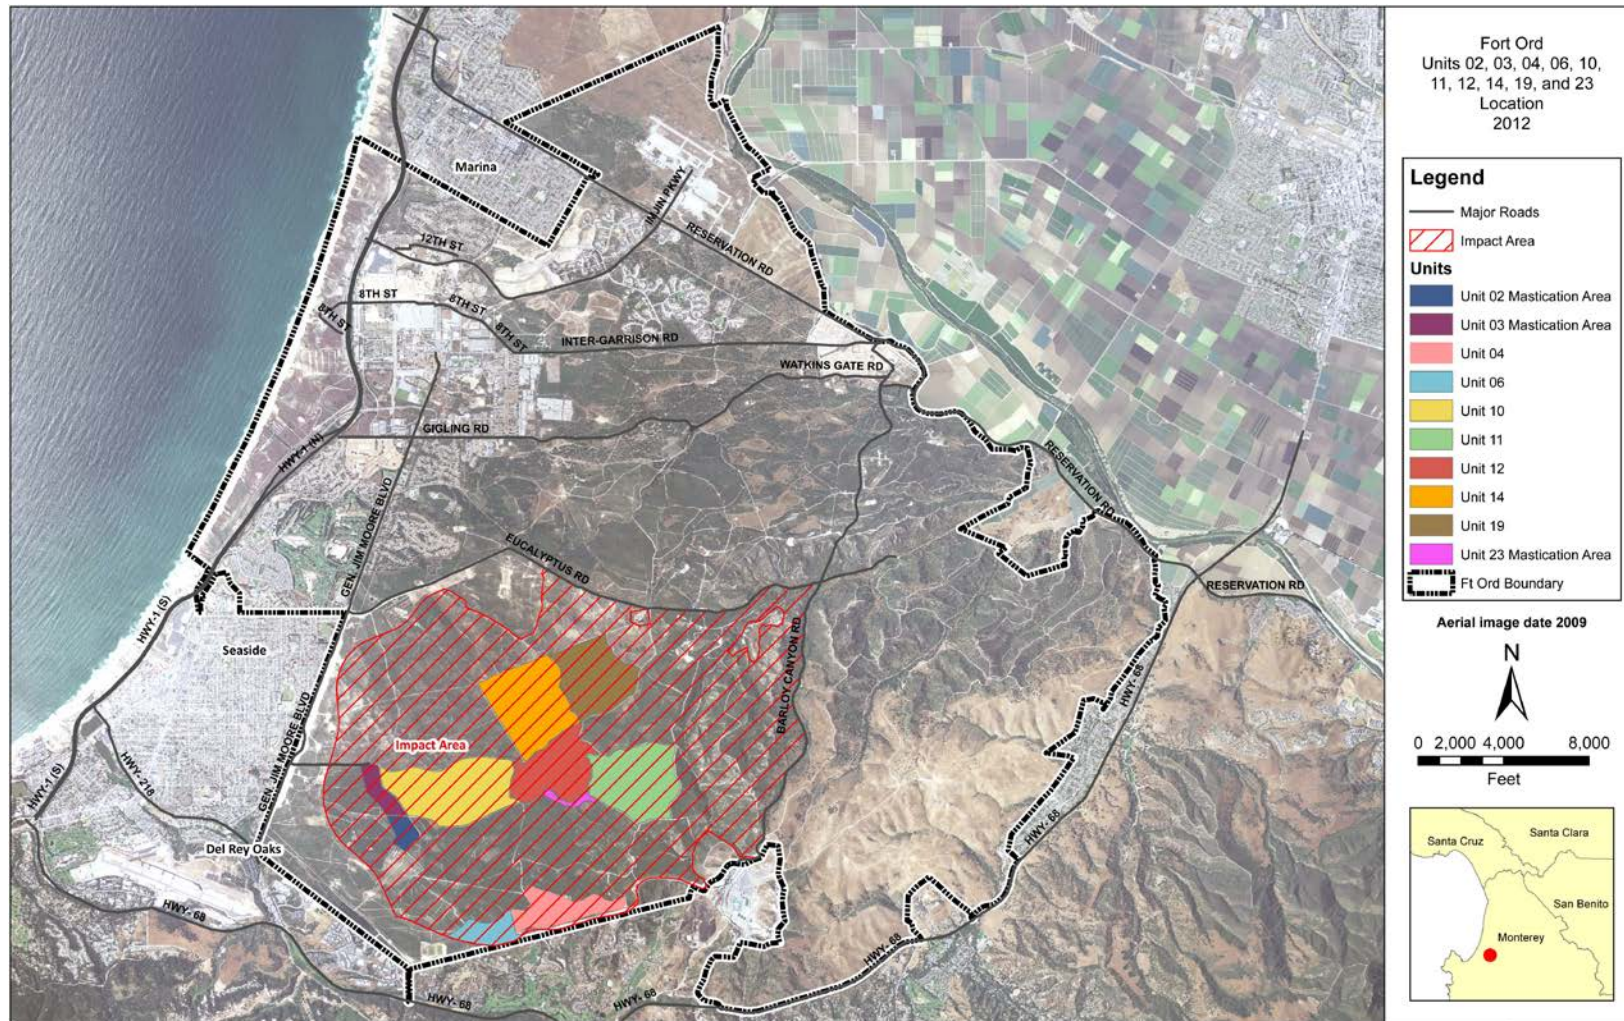 Fort Ord
Units 02, 03, 04, 06, 10,
11, 12, 14, 19, and 23
Location
2012
Legend
Major Roads
Impact Area
Units
Unit 02 Mastication Area
Unit 03 Mastication Area
Unit 04
Unit 06
Unit 10
Unit 11
Unit 12
Unit 14
Unit 19
Unit 23 Mastication Area
Ft Ord Boundary
Aerial image date 2009
N
0 2,000 4,000 8,000
Feet
Santa Cruz
Santa Clara
San Benito
Monterey
Marina
IMJIN PKWY
12TH ST
RESERVATION RD
8TH ST
8TH ST
8TH ST
8TH ST
INTER-GARRISON RD
WATKINS GATE RD
GIGLING RD
HWY-1 (N)
RESERVATION RD
GEN. JIM MOORE BLVD
EUCALYPTUS RD
RESERVATION RD
HWY-1 (S)
Seaside
BARLOY CANYON RD
HWY- 68
GEN. JIM MOORE BLVD
Impact Area
HWY-1 (S)
HWY- 218
Del Rey Oaks
HWY- 68
HWY- 68
HWY- 68
HWY- 68
HWY- 68